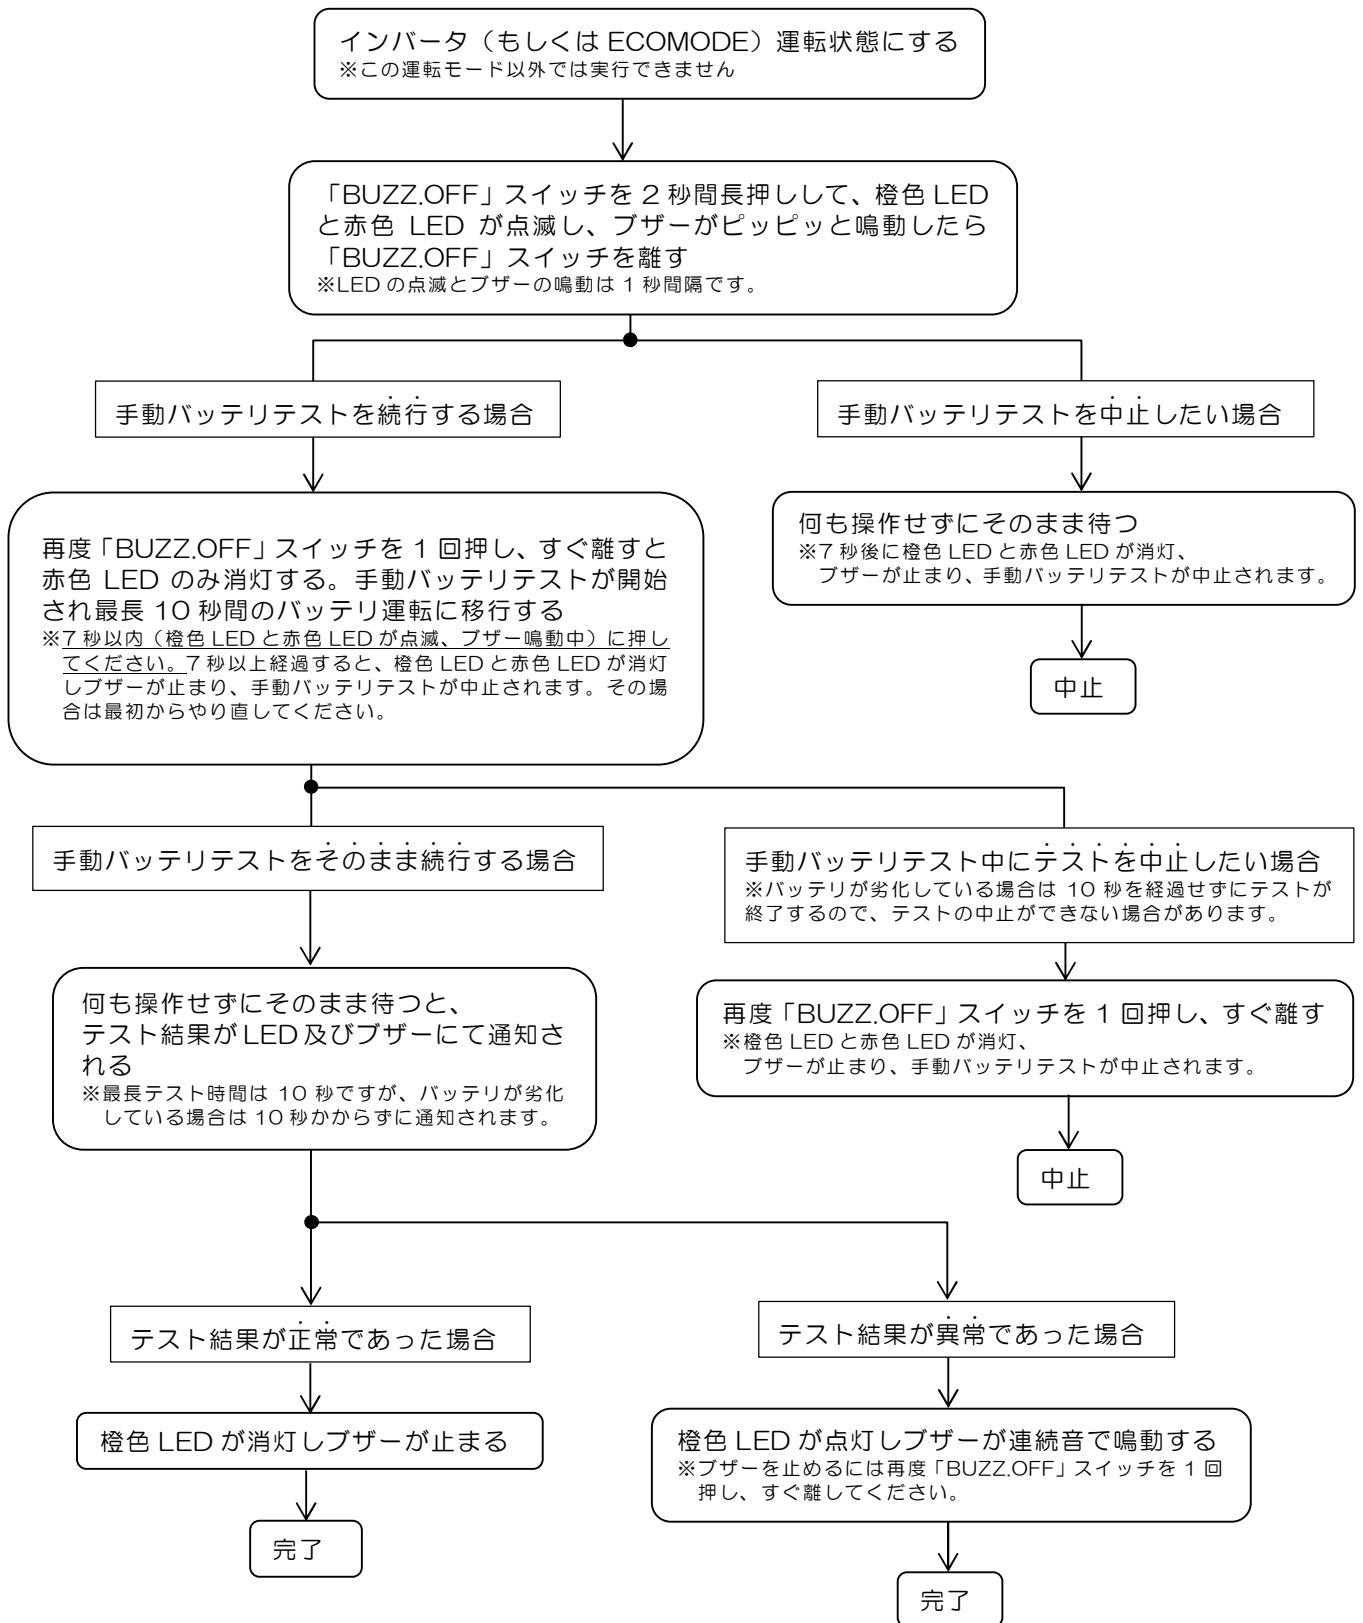 インバータ（もしくは ECOMODE）運転状態にする
※この運転モード以外では実行できません
「BUZZ.OFF」スイッチを 2 秒間長押しして、橙色 LED
と赤色 LED が点滅し、ブザーがピッピッと鳴動したら
「BUZZ.OFF」スイッチを離す
※LED の点滅とブザーの鳴動は 1 秒間隔です。
手動バッテリテストを続行する場合
手動バッテリテストを中止したい場合
再度「BUZZ.OFF」スイッチを 1 回押し、すぐ離すと
赤色 LED のみ消灯する。手動バッテリテストが開始
され最長 10 秒間のバッテリ運転に移行する
※7 秒以内（橙色 LED と赤色 LED が点滅、ブザー鳴動中）に押し
てください。7 秒以上経過すると、橙色 LED と赤色 LED が消灯
しブザーが止まり、手動バッテリテストが中止されます。その場
合は最初からやり直してください。
何も操作せずにそのまま待つ
※7 秒後に橙色 LED と赤色 LED が消灯、
ブザーが止まり、手動バッテリテストが中止されます。
中止
手動バッテリテストをそのまま続行する場合
手動バッテリテスト中にテストを中止したい場合
※バッテリが劣化している場合は 10 秒を経過せずにテストが
終了するので、テストの中止ができない場合があります。
何も操作せずにそのまま待つと、
テスト結果が LED 及びブザーにて通知さ
れる
※最長テスト時間は 10 秒ですが、バッテリが劣化
している場合は 10 秒かからずに通知されます。
再度「BUZZ.OFF」スイッチを 1 回押し、すぐ離す
※橙色 LED と赤色 LED が消灯、
ブザーが止まり、手動バッテリテストが中止されます。
中止
テスト結果が正常であった場合
テスト結果が異常であった場合
橙色 LED が消灯しブザーが止まる
橙色 LED が点灯しブザーが連続音で鳴動する
※ブザーを止めるには再度「BUZZ.OFF」スイッチを 1 回
押し、すぐ離してください。
完了
完了